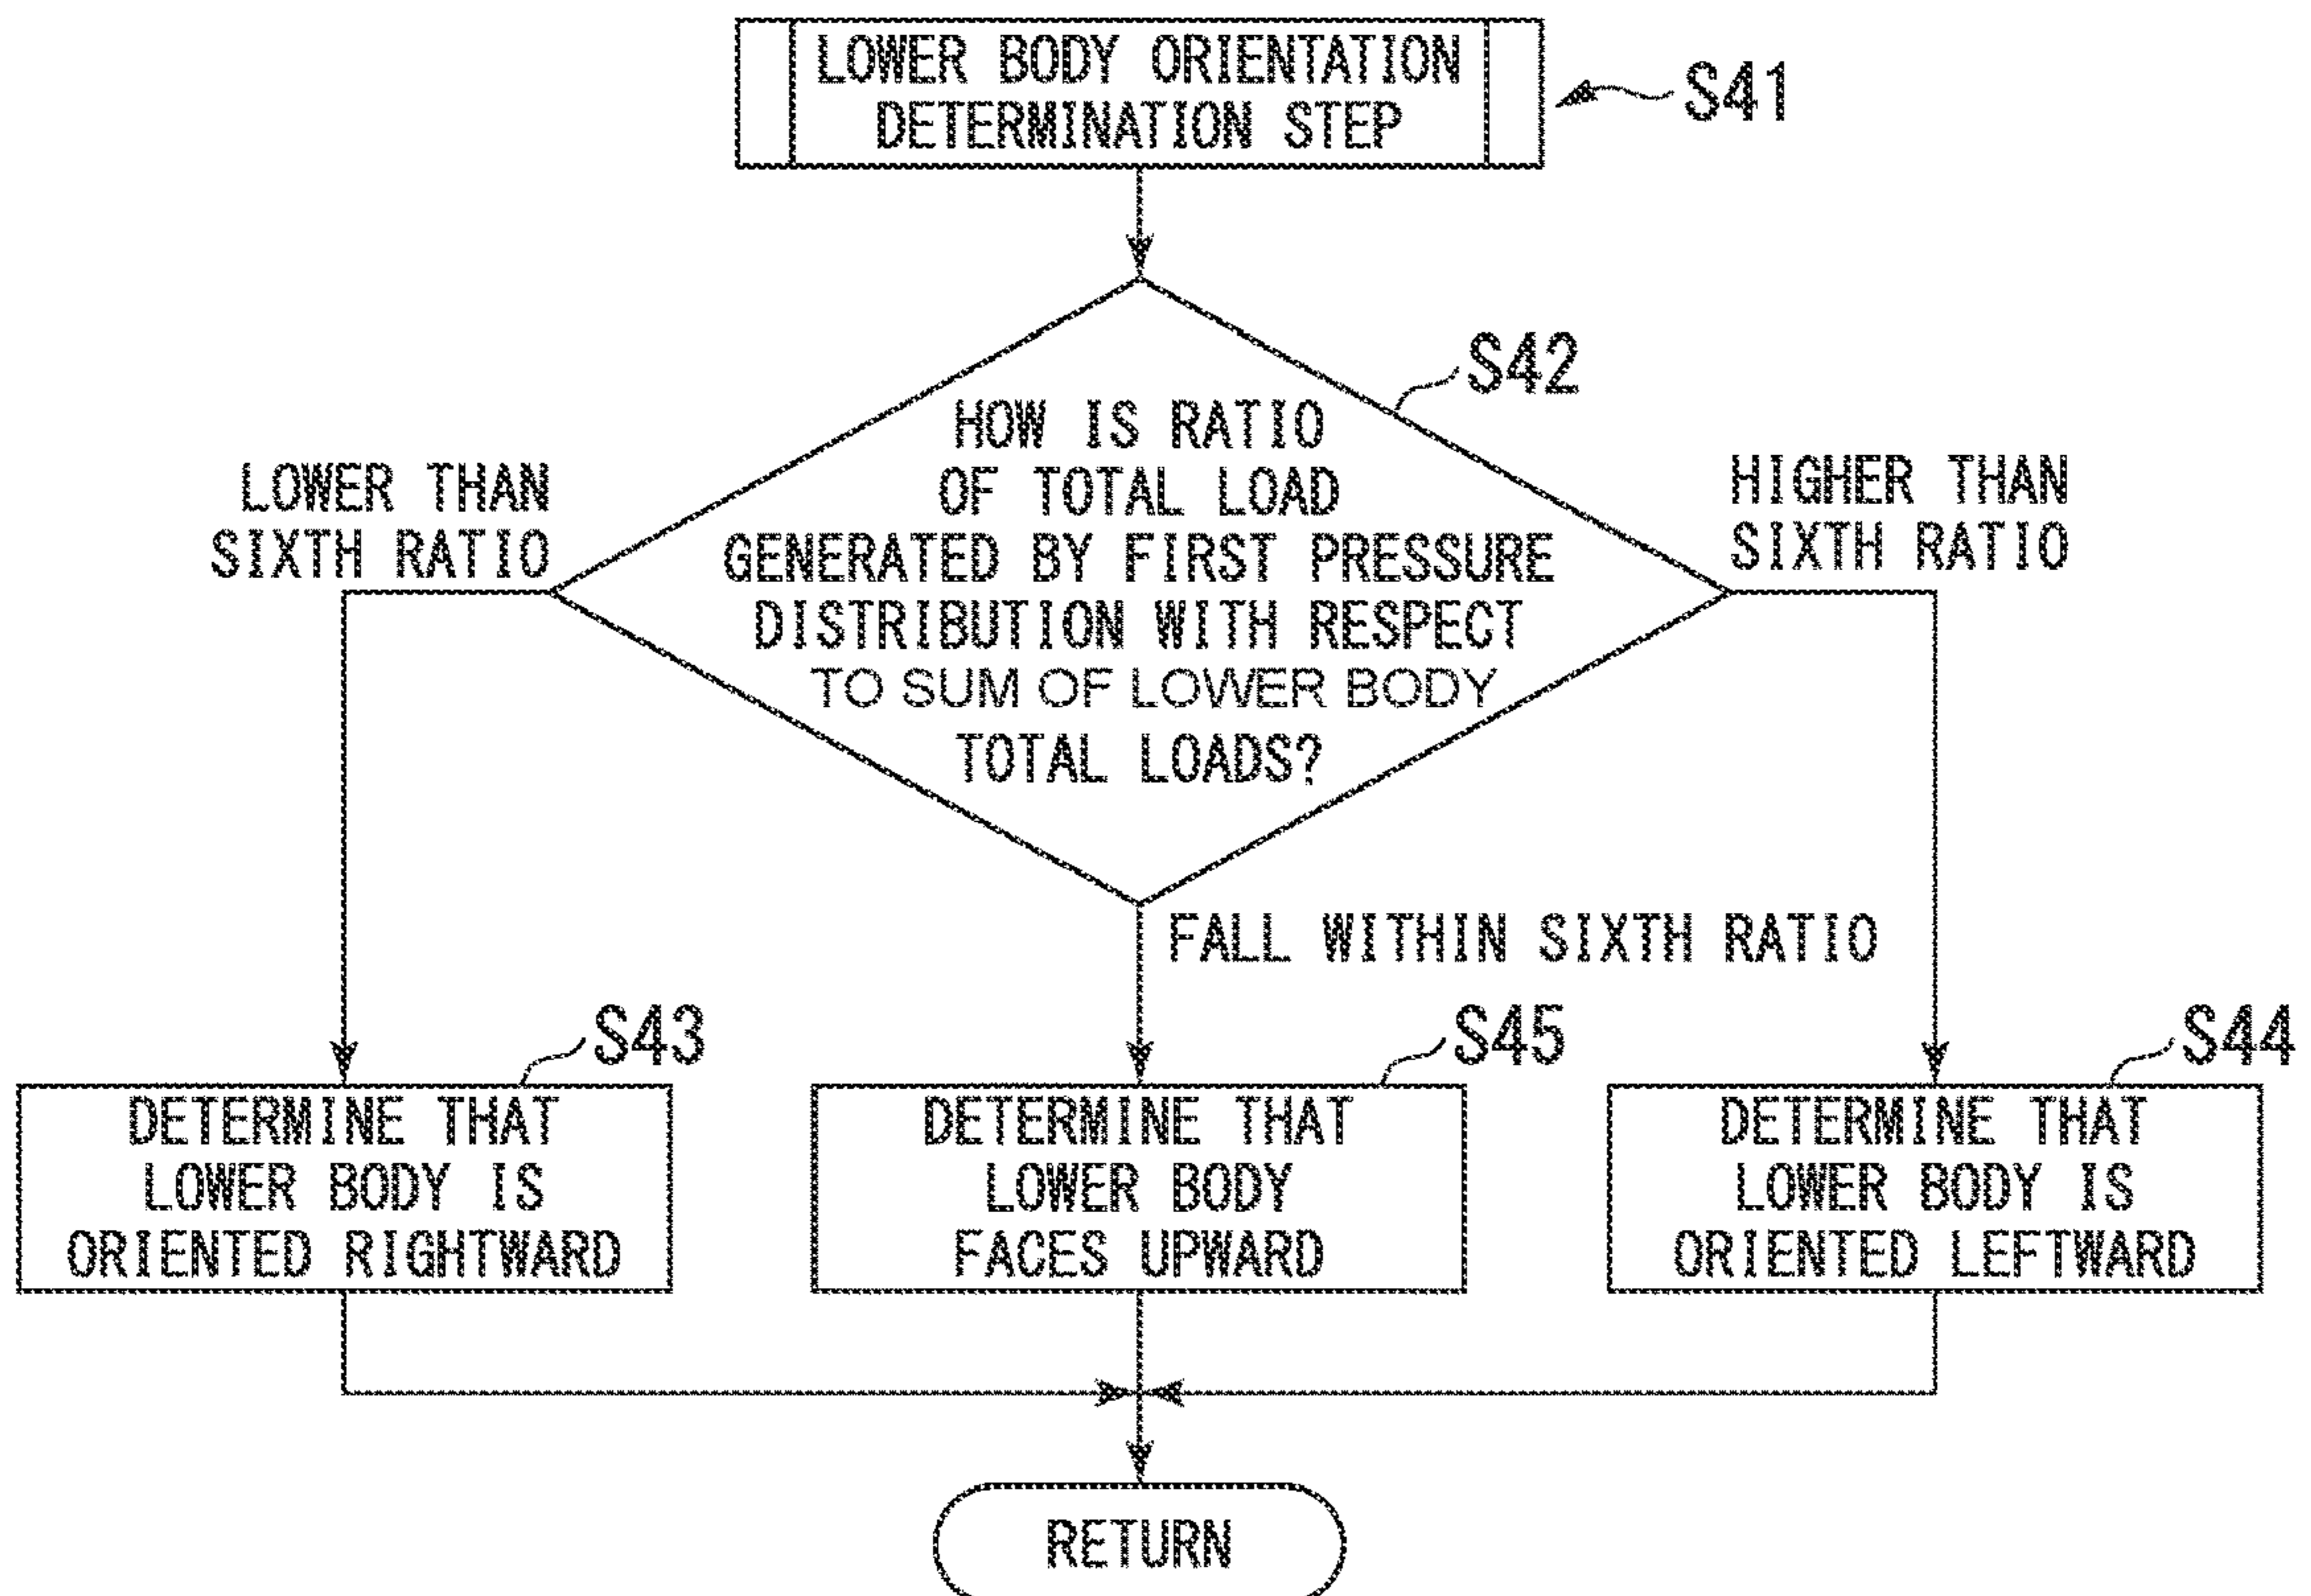 LOWER BODY ORIENTATION
DETERMINATION STEP
S41
S42
HOW IS RATIO
OF TOTAL LOAD
GENERATED BY FIRST PRESSURE
DISTRIBUTION WITH RESPECT
TO SUM OF LOWER BODY
TOTAL LOADS?
LOWER THAN
SIXTH RATIO
HIGHER THAN
SIXTH RATIO
FALL WITHIN SIXTH RATIO
S43
DETERMINE THAT
LOWER BODY IS
ORIENTED RIGHTWARD
S45
DETERMINE THAT
LOWER BODY
FACES UPWARD
S44
DETERMINE THAT
LOWER BODY IS
ORIENTED LEFTWARD
RETURN